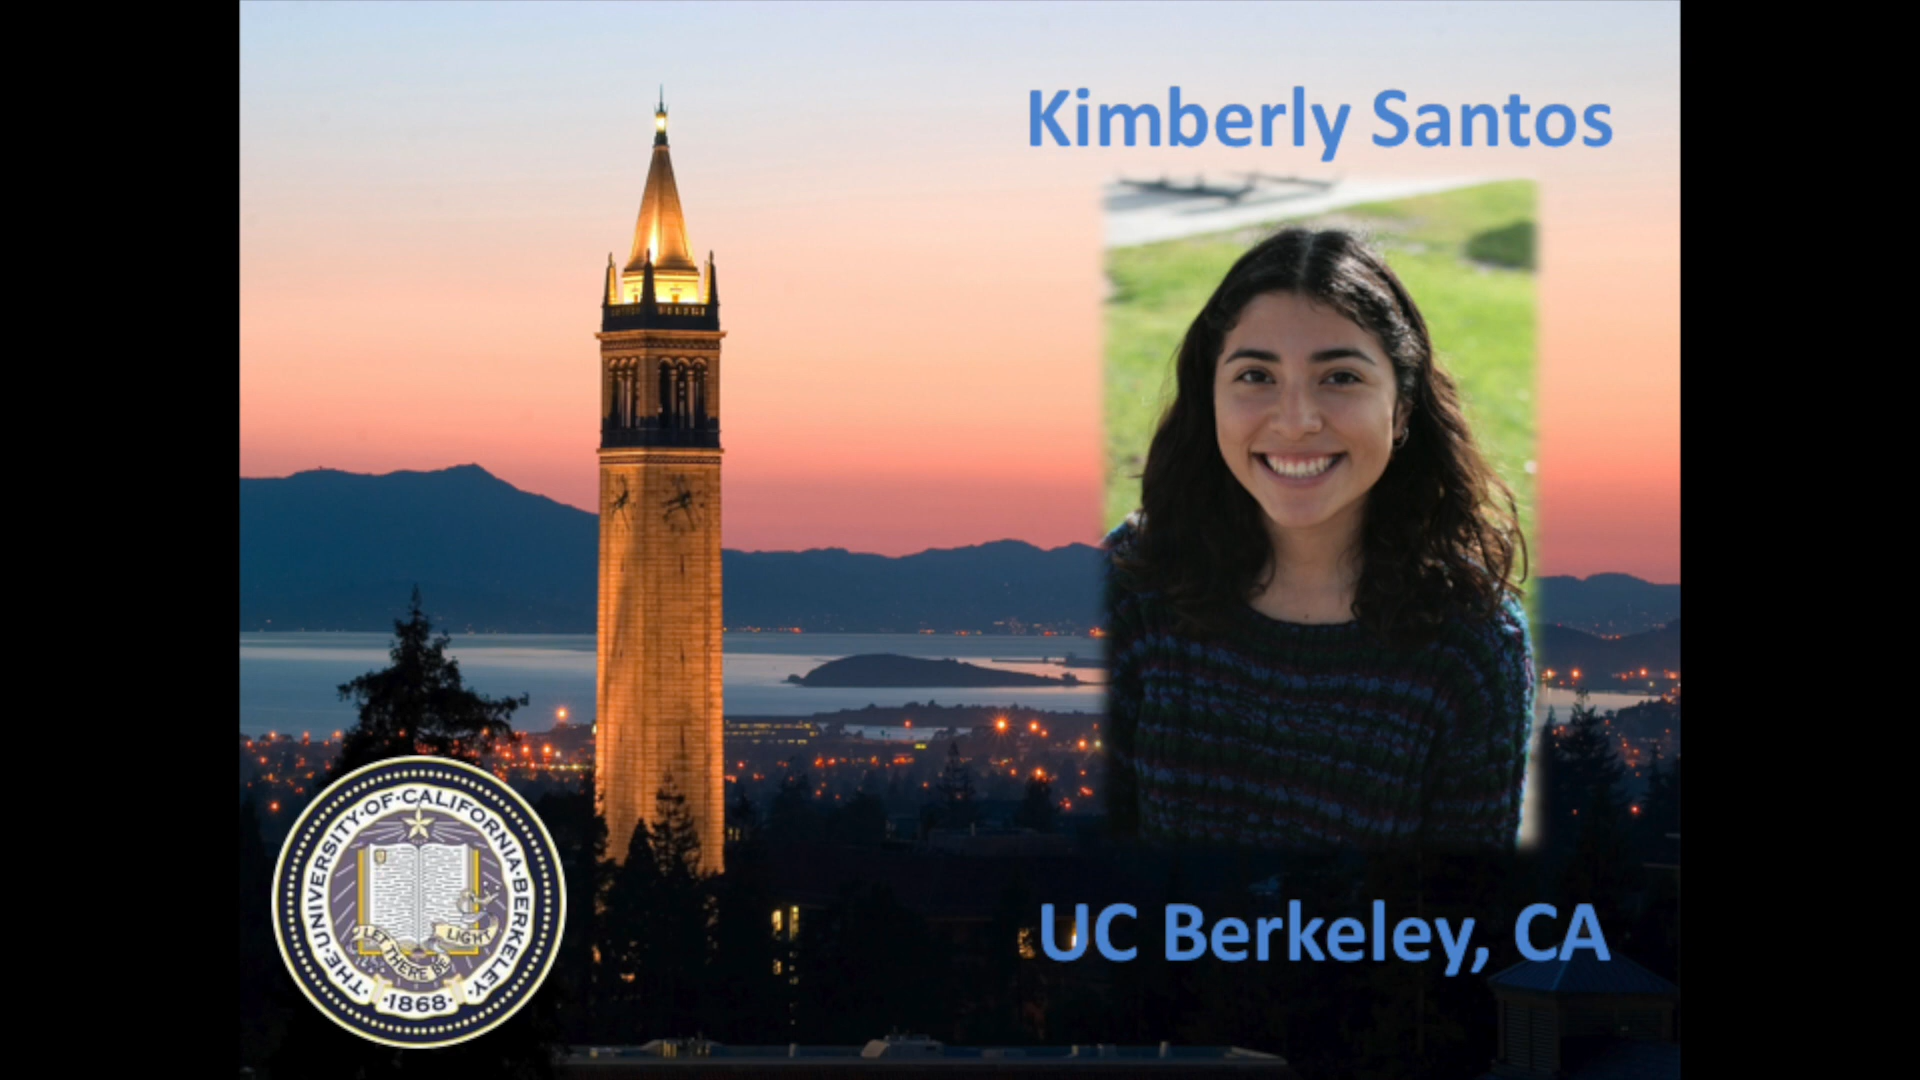 Kimberly Santos
UC Berkeley, CA
·THE·UNIVERSITY·OF·CALIFORNIA·BERKELEY·
LET THERE BE LIGHT
·1868·